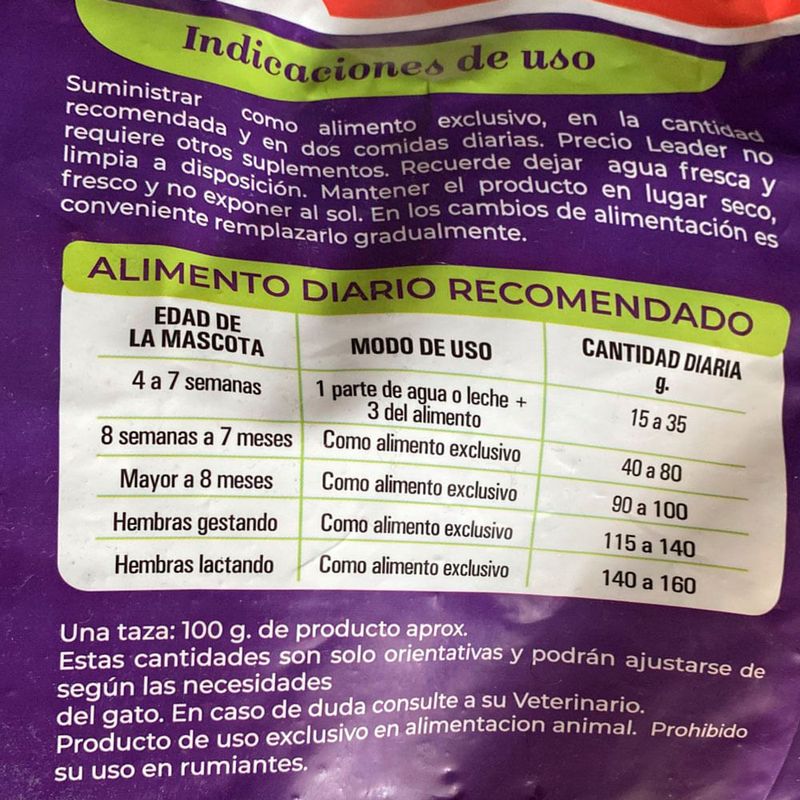 Indicaciones de uso
Suministrar como alimento exclusivo, en la cantidad
recomendada y en dos comidas diarias. Precio Leader no
requiere otros suplementos. Recuerde dejar agua fresca y
limpia a disposición. Mantener el producto en lugar seco,
fresco y no exponer al sol. En los cambios de alimentación es
conveniente remplazarlo gradualmente.
ALIMENTO DIARIO RECOMENDADO
EDAD DE
LA MASCOTA
MODO DE USO
CANTIDAD DIARIA
g.
4 a 7 semanas
1 parte de agua o leche +
3 del alimento
15 a 35
8 semanas a 7 meses
Como alimento exclusivo
40 a 80
Mayor a 8 meses
Como alimento exclusivo
90 a 100
Hembras gestando
Como alimento exclusivo
115 a 140
Hembras lactando
Como alimento exclusivo
140 a 160
Una taza: 100 g. de producto aprox.
Estas cantidades son solo orientativas y podrán ajustarse de
según las necesidades
del gato. En caso de duda consulte a su Veterinario.
Producto de uso exclusivo en alimentacion animal. Prohibido
su uso en rumiantes.